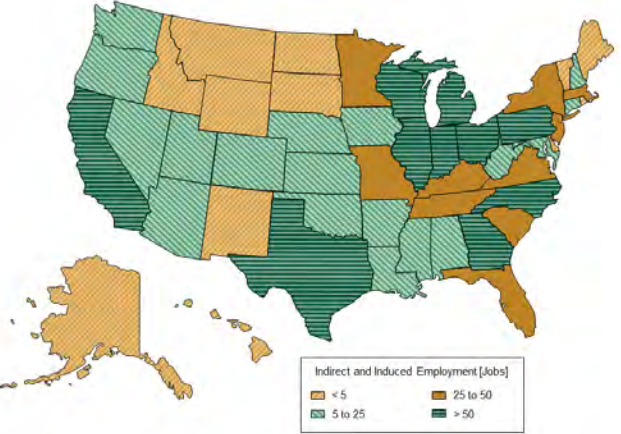 Indirect and Induced Employment [Jobs]
< 5
25 to 50
5 to 25
> 50